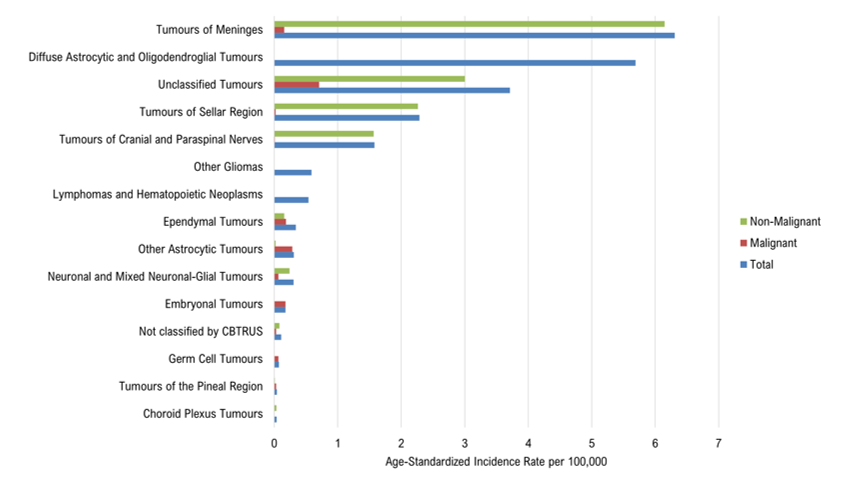 Tumours of Meninges
Diffuse Astrocytic and Oligodendroglial Tumours
Unclassified Tumours
Tumours of Sellar Region
Tumours of Cranial and Paraspinal Nerves
Other Gliomas
Lymphomas and Hematopoietic Neoplasms
Ependymal Tumours
Other Astrocytic Tumours
Neuronal and Mixed Neuronal-Glial Tumours
Embryonal Tumours
Not classified by CBTRUS
Germ Cell Tumours
Tumours of the Pineal Region
Choroid Plexus Tumours
0 1 2 3 4 5 6 7
Age-Standardized Incidence Rate per 100,000
Non-Malignant
Malignant
Total